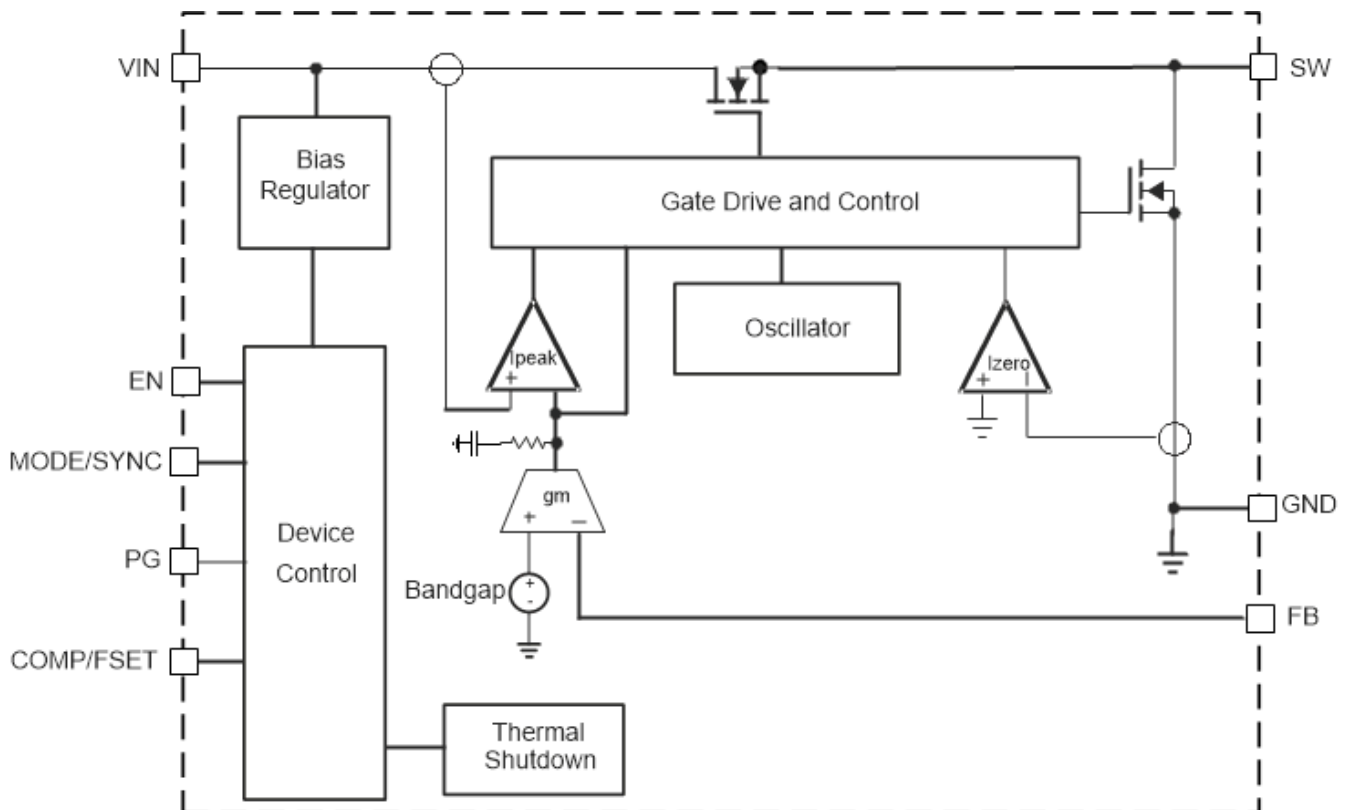 VIN
SW
Bias
Regulator
Gate Drive and Control
Oscillator
Ipeak
+
Izero
+
EN
MODE/SYNC
gm
+
GND
Device
Control
PG
Bandgap
+
-
FB
COMP/FSET
Thermal
Shutdown